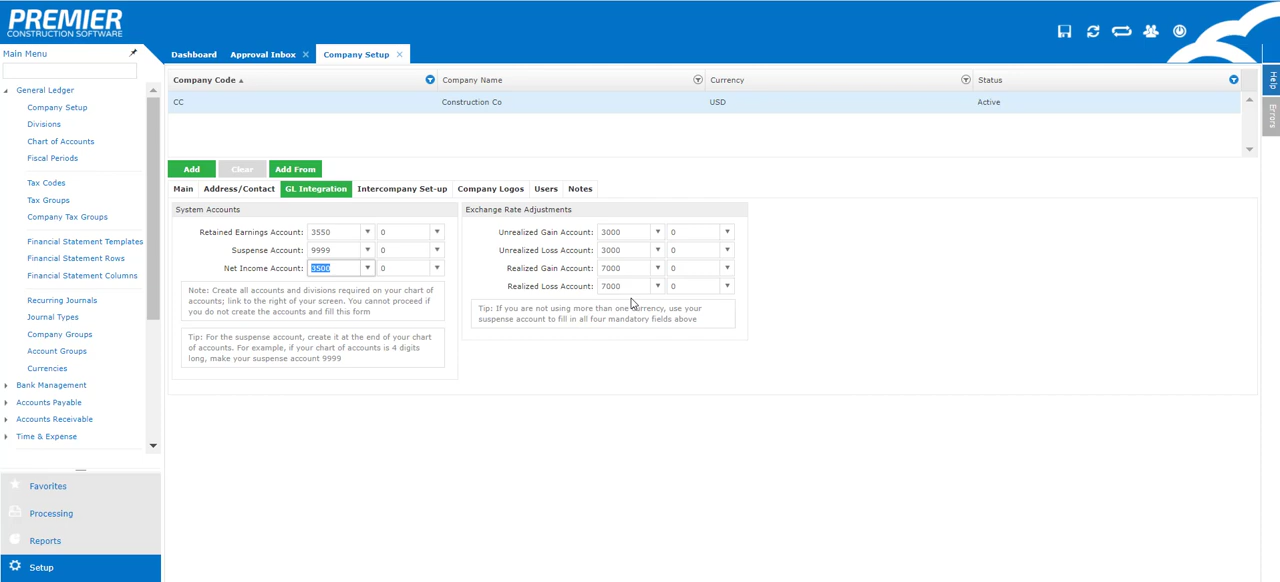 PREMIER
CONSTRUCTION SOFTWARE
Main Menu
Dashboard
Approval Inbox
Company Setup
Company Code
Company Name
Currency
Status
CC
Construction Co
USD
Active
Help
Errors
General Ledger
Company Setup
Divisions
Chart of Accounts
Fiscal Periods
Tax Codes
Tax Groups
Company Tax Groups
Financial Statement Templates
Financial Statement Rows
Financial Statement Columns
Recurring Journals
Journal Types
Company Groups
Account Groups
Currencies
Bank Management
Accounts Payable
Accounts Receivable
Time & Expense
Favorites
Processing
Reports
Setup
Add
Clear
Add From
Main
Address/Contact
GL Integration
Intercompany Set-up
Company Logos
Users
Notes
System Accounts
Retained Earnings Account: 3550 0
Suspense Account: 9999 0
Net Income Account: 3500 0
Note: Create all accounts and divisions required on your chart of
accounts; link to the right of your screen. You cannot proceed if
you do not create the accounts and fill this form
Tip: For the suspense account, create it at the end of your chart
of accounts. For example, if your chart of accounts is 4 digits
long, make your suspense account 9999
Exchange Rate Adjustments
Unrealized Gain Account: 3000 0
Unrealized Loss Account: 3000 0
Realized Gain Account: 7000 0
Realized Loss Account: 7000 0
Tip: If you are not using more than one currency, use your
suspense account to fill in all four mandatory fields above